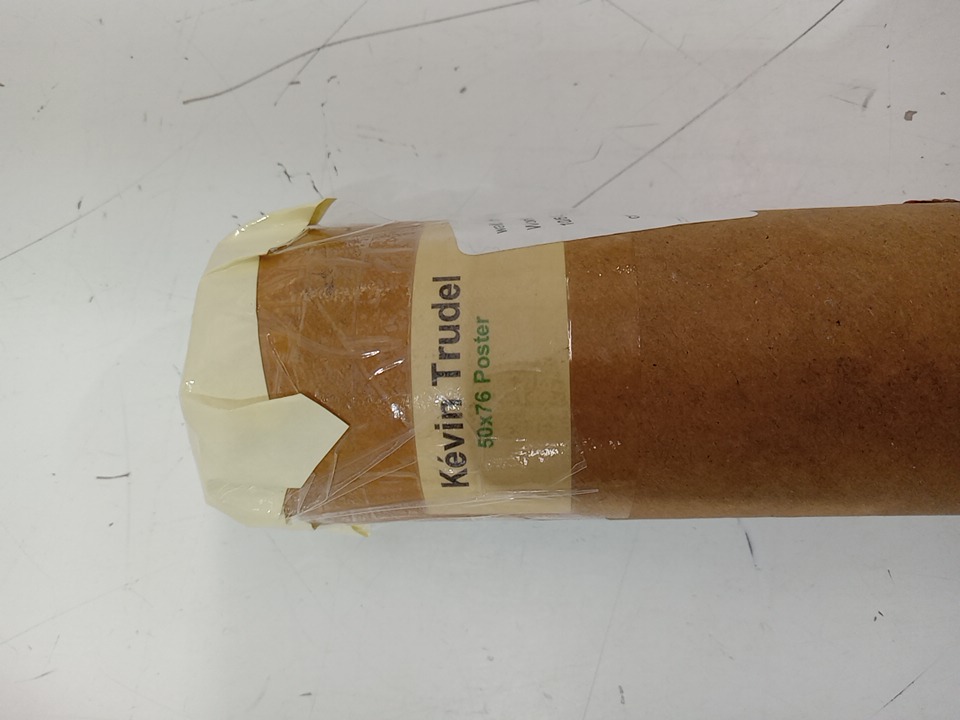 Kévin Trudel
50x76 Poster